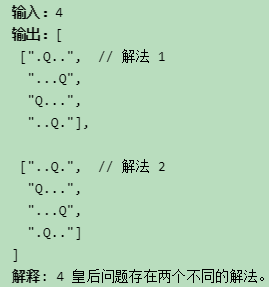 输入: 4
输出: [
 [".Q..",  // 解法 1
  "...Q",
  "Q...",
  "..Q."],

 ["..Q.",  // 解法 2
  "Q...",
  "...Q",
  ".Q.."]
]
解释: 4 皇后问题存在两个不同的解法。